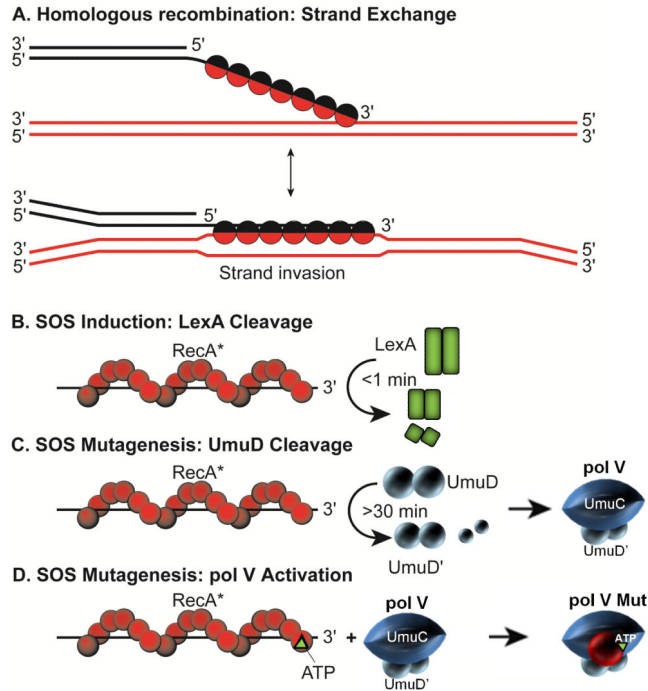 A. Homologous recombination: Strand Exchange
3' 5'
5'
3'
3' 5'
5' 3'
3'
5' 5' 3'
3' 5'
5' 3'
Strand invasion
B. SOS Induction: LexA Cleavage
RecA* LexA
<1 min
3'
C. SOS Mutagenesis: UmuD Cleavage
RecA* UmuD pol V
>30 min UmuC
3'
UmuD' UmuD'
D. SOS Mutagenesis: pol V Activation
RecA* pol V pol V Mut
3' + UmuC ATP
ATP UmuD'